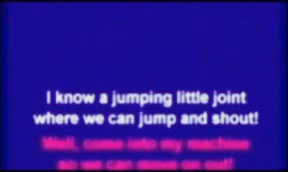 I know a jumping little joint
where we can jump and shout!
Well, come into my machine
so we can move on out!